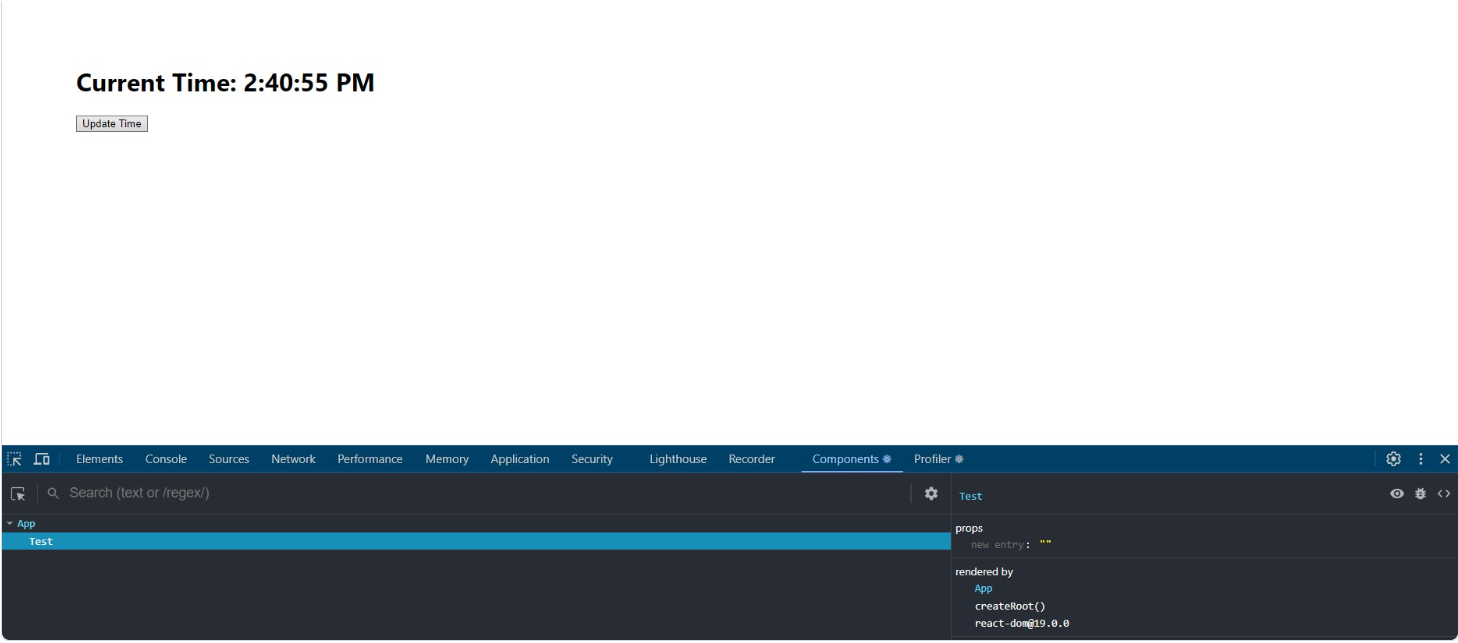 Current Time: 2:40:55 PM
Update Time
Elements Console Sources Network Performance Memory Application Security Lighthouse Recorder Components Profiler
Search (text or /regex/)
Test
App
Test
props
new entry: ""
rendered by
App
createRoot()
react-dom@19.0.0